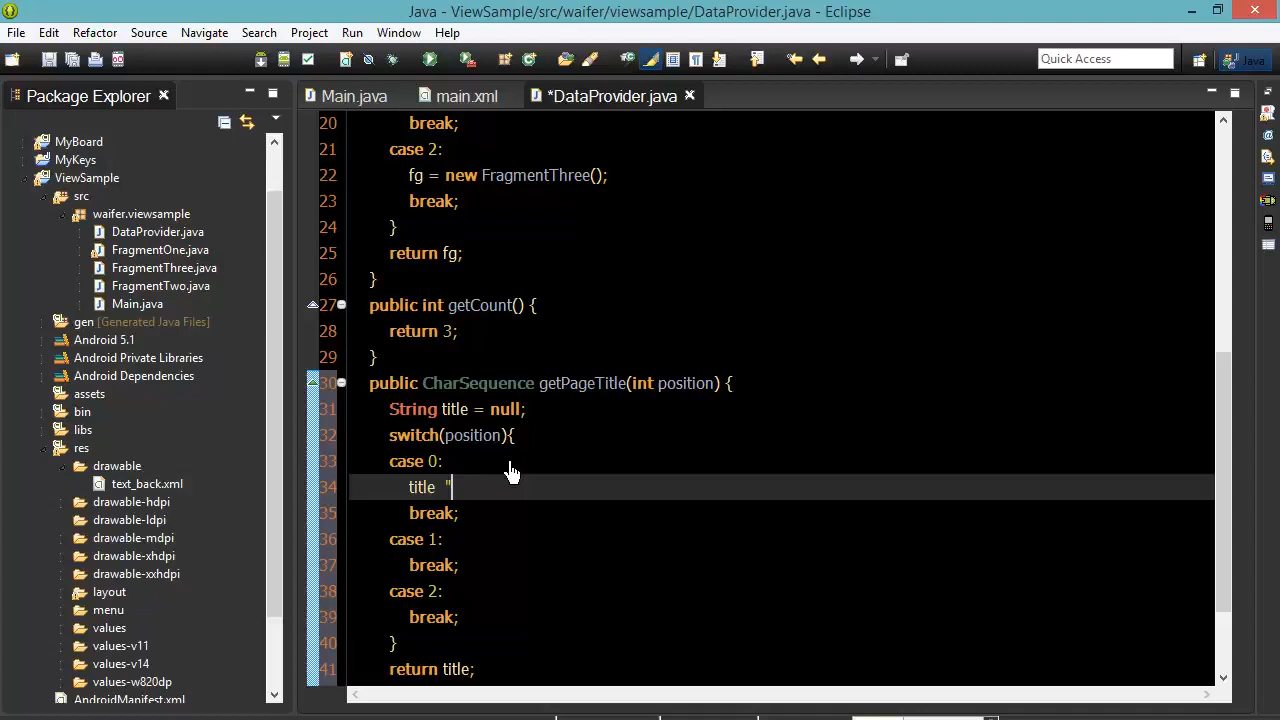 Java - ViewSample/src/waifer/viewsample/DataProvider.java - Eclipse
File Edit Refactor Source Navigate Search Project Run Window Help
Quick Access
Java
Package Explorer
Main.java main.xml *DataProvider.java
MyBoard
MyKeys
ViewSample
src
waifer.viewsample
DataProvider.java
FragmentOne.java
FragmentThree.java
FragmentTwo.java
Main.java
gen [Generated Java Files]
Android 5.1
Android Private Libraries
Android Dependencies
assets
bin
libs
res
drawable
text_back.xml
drawable-hdpi
drawable-ldpi
drawable-mdpi
drawable-xhdpi
drawable-xxhdpi
layout
menu
values
values-v11
values-v14
values-w820dp
AndroidManifest.xml
20 break;
21 case 2:
22 fg = new FragmentThree();
23 break;
24 }
25 return fg;
26 }
27 public int getCount() {
28 return 3;
29 }
30 public CharSequence getPageTitle(int position) {
31 String title = null;
32 switch(position){
33 case 0:
34 title "
35 break;
36 case 1:
37 break;
38 case 2:
39 break;
40 }
41 return title;